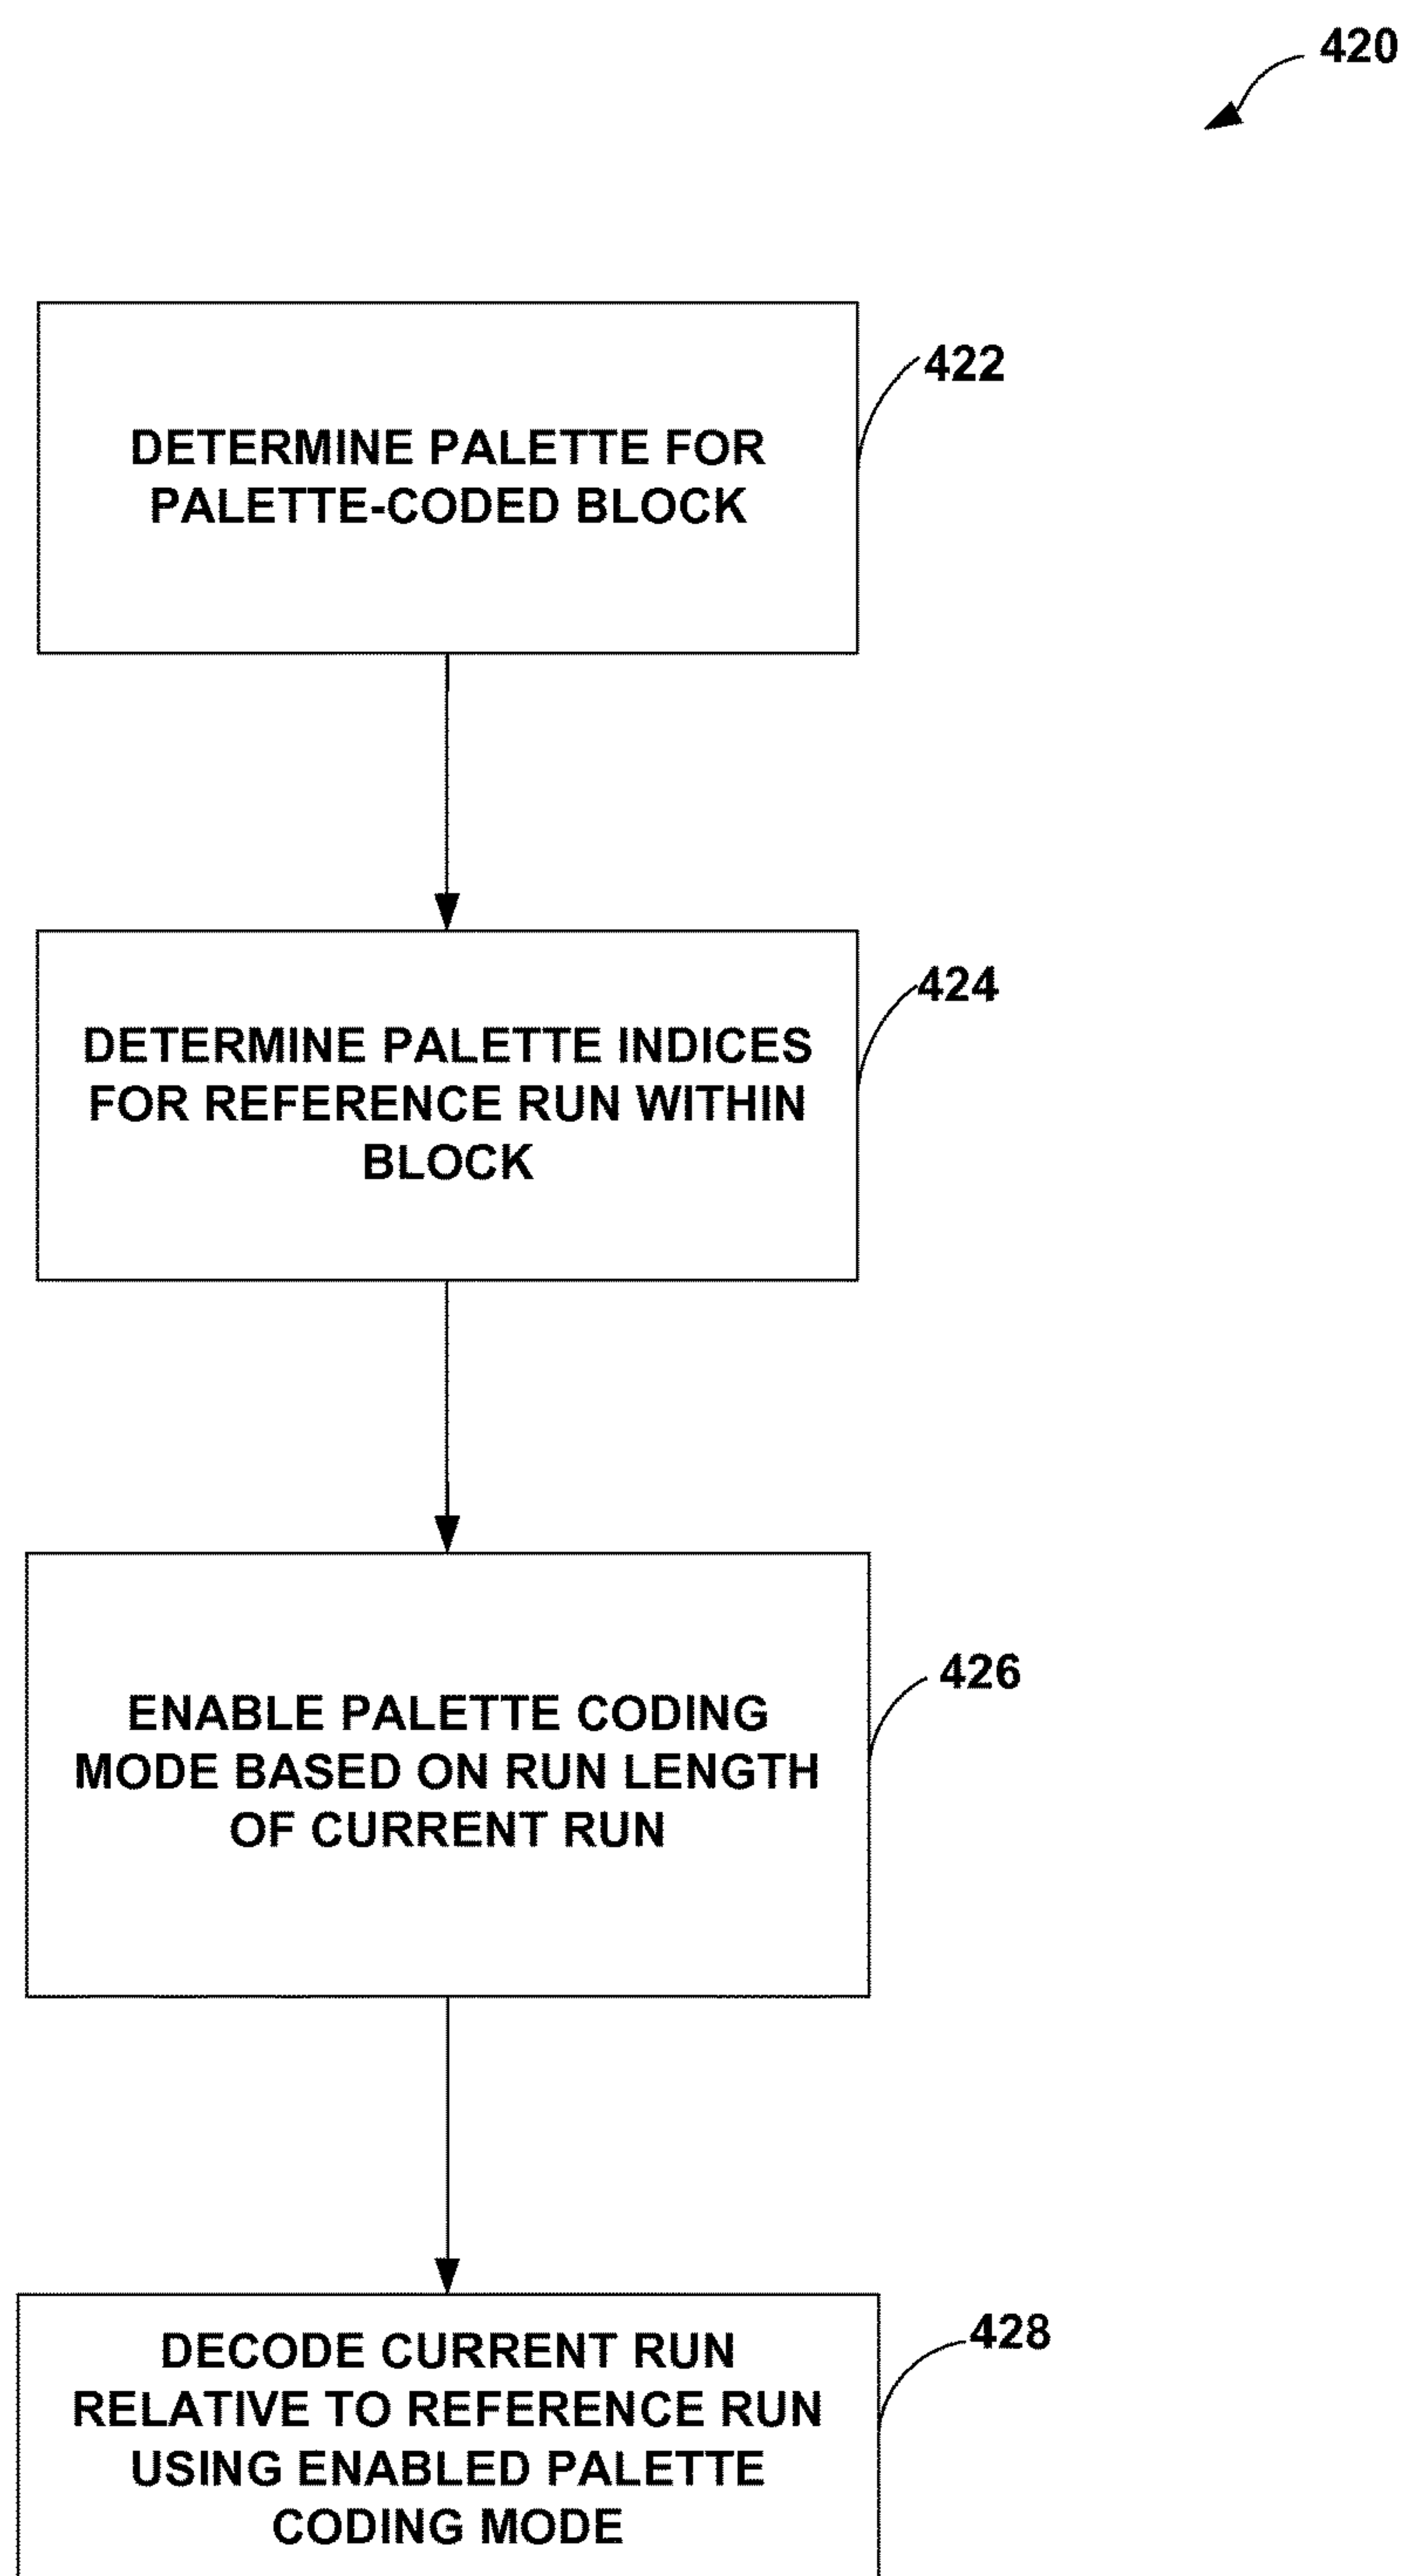 420
DETERMINE PALETTE FOR
PALETTE-CODED BLOCK
422
DETERMINE PALETTE INDICES
FOR REFERENCE RUN WITHIN
BLOCK
424
ENABLE PALETTE CODING
MODE BASED ON RUN LENGTH
OF CURRENT RUN
426
DECODE CURRENT RUN
RELATIVE TO REFERENCE RUN
USING ENABLED PALETTE
CODING MODE
428